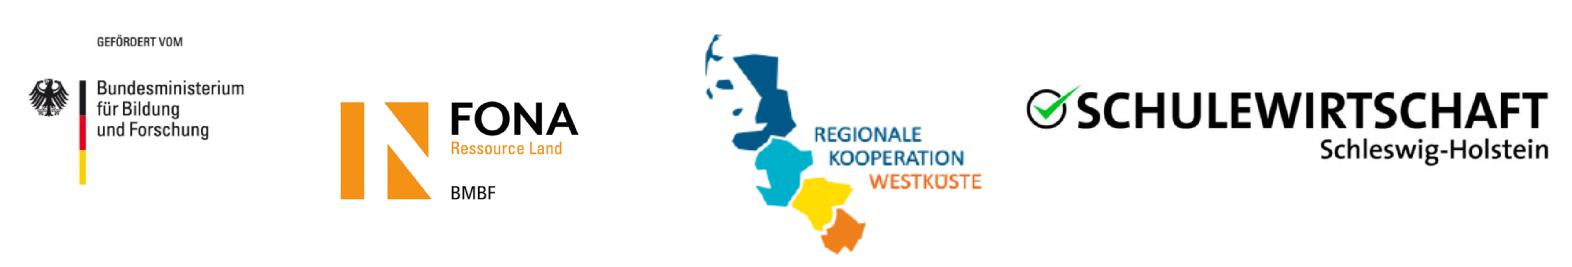 GEFÖRDERT VOM
Bundesministerium
für Bildung
und Forschung
FONA
Ressource Land
BMBF
REGIONALE
KOOPERATION
WESTKÜSTE
SCHULEWIRTSCHAFT
Schleswig-Holstein